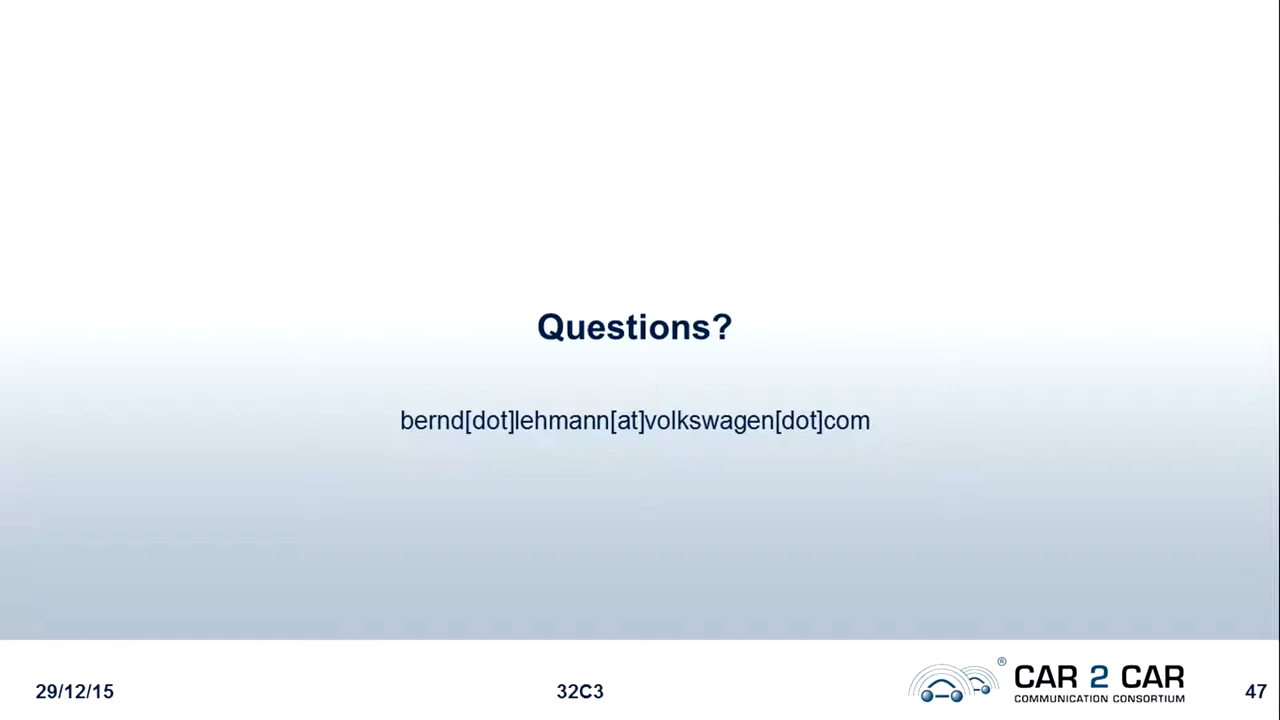 Questions?
bernd[dot]lehmann[at]volkswagen[dot]com
29/12/15
32C3
®
CAR 2 CAR
COMMUNICATION CONSORTIUM
47